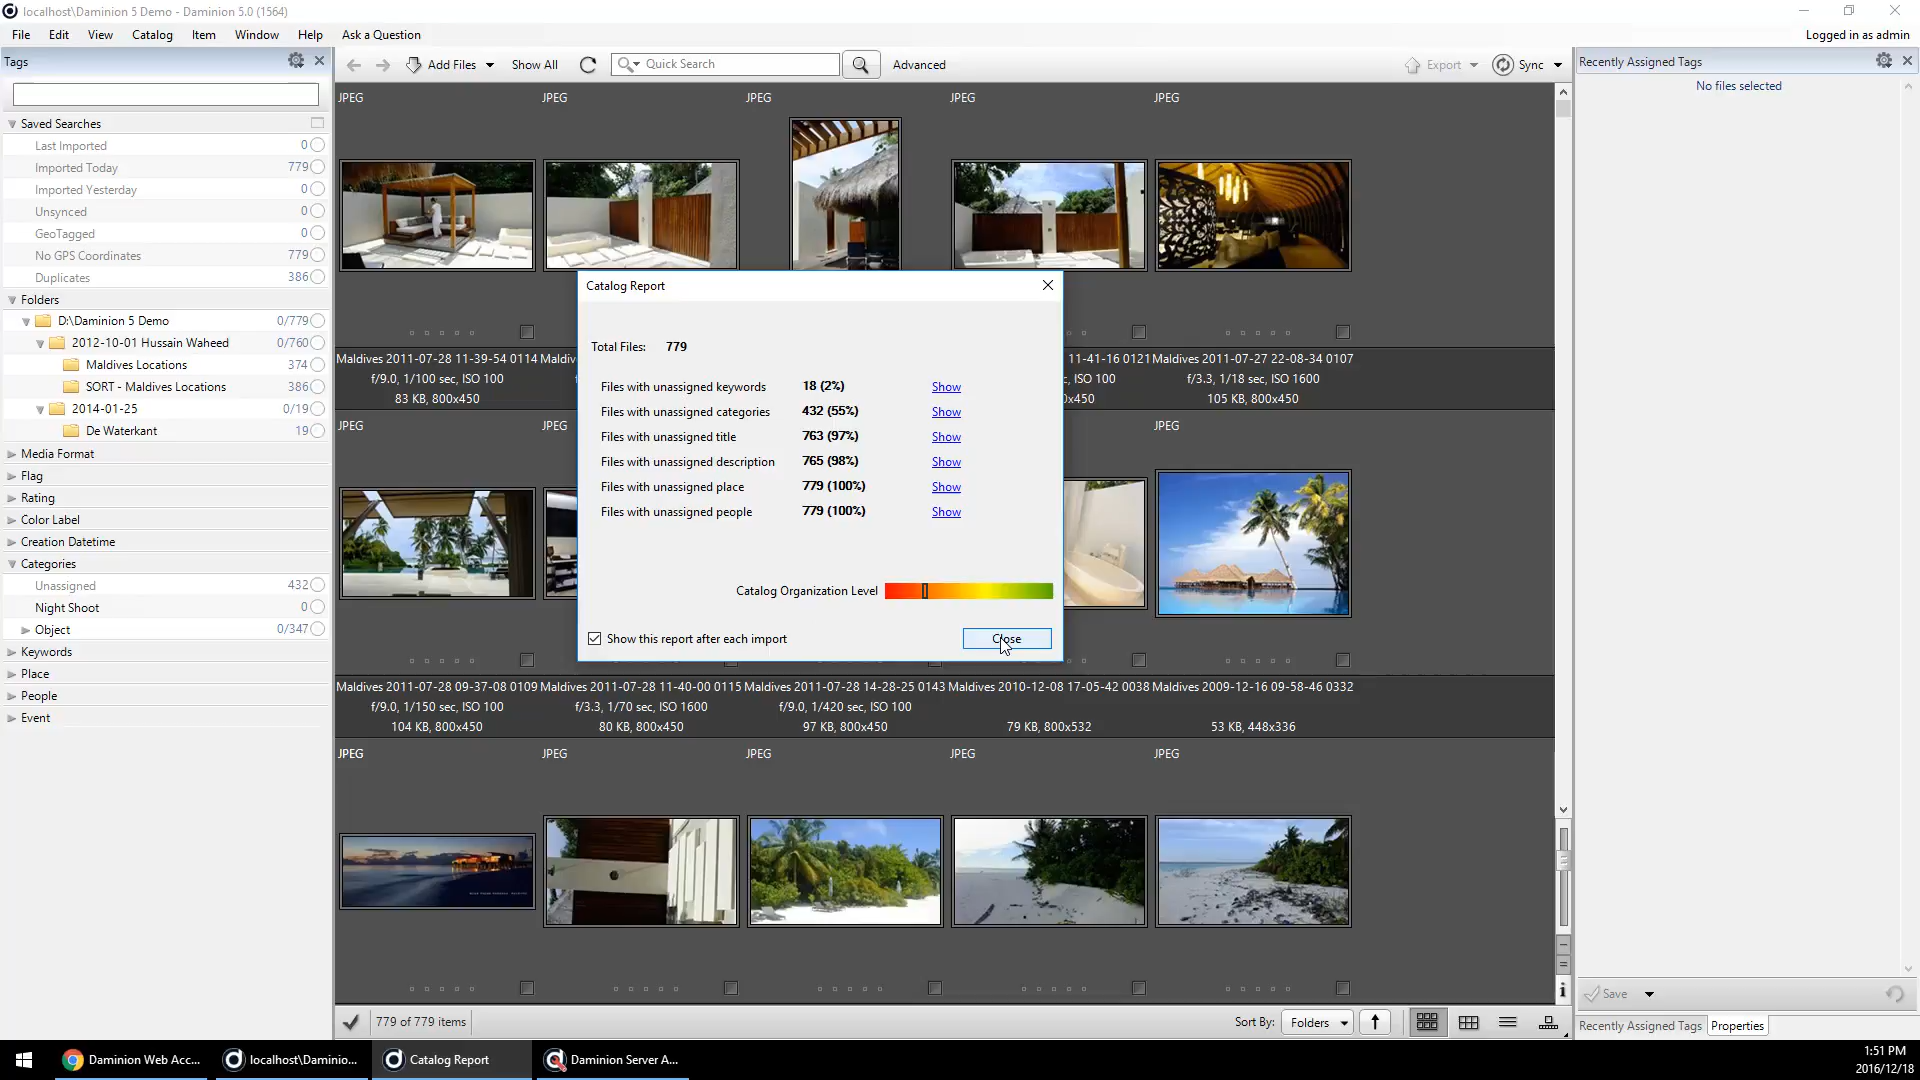 localhost\Daminion 5 Demo - Daminion 5.0 (1564)
File Edit View Catalog Item Window Help Ask a Question Logged in as admin
Tags
Add Files Show All Quick Search Advanced Export Sync
Recently Assigned Tags
No files selected
Saved Searches
Last Imported 0
Imported Today 779
Imported Yesterday 0
Unsynced 0
GeoTagged 0
No GPS Coordinates 779
Duplicates 386
Folders
D:\Daminion 5 Demo 0/779
2012-10-01 Hussain Waheed 0/760
Maldives Locations 374
SORT - Maldives Locations 386
2014-01-25 0/19
De Waterkant 19
Media Format
Flag
Rating
Color Label
Creation Datetime
Categories
Unassigned 432
Night Shoot 0
Object 0/347
Keywords
Place
People
Event
JPEG JPEG JPEG JPEG JPEG
Maldives 2011-07-28 11-39-54 0114 Maldiv 11-41-16 0121 Maldives 2011-07-27 22-08-34 0107
f/9.0, 1/100 sec, ISO 100 c, ISO 100 f/3.3, 1/18 sec, ISO 1600
83 KB, 800x450 0x450 105 KB, 800x450
JPEG JPEG JPEG
Catalog Report
Total Files: 779
Files with unassigned keywords 18 (2%) Show
Files with unassigned categories 432 (55%) Show
Files with unassigned title 763 (97%) Show
Files with unassigned description 765 (98%) Show
Files with unassigned place 779 (100%) Show
Files with unassigned people 779 (100%) Show
Catalog Organization Level
Show this report after each import Close
Maldives 2011-07-28 09-37-08 0109 Maldives 2011-07-28 11-40-00 0115 Maldives 2011-07-28 14-28-25 0143 Maldives 2010-12-08 17-05-42 0038 Maldives 2009-12-16 09-58-46 0332
f/9.0, 1/150 sec, ISO 100 f/3.3, 1/70 sec, ISO 1600 f/9.0, 1/420 sec, ISO 100
104 KB, 800x450 80 KB, 800x450 97 KB, 800x450 79 KB, 800x532 53 KB, 448x336
JPEG JPEG JPEG JPEG JPEG
779 of 779 items Sort By: Folders
Save
Recently Assigned Tags Properties
Daminion Web Acc... localhost\Daminio... Catalog Report Daminion Server A...
1:51 PM
2016/12/18